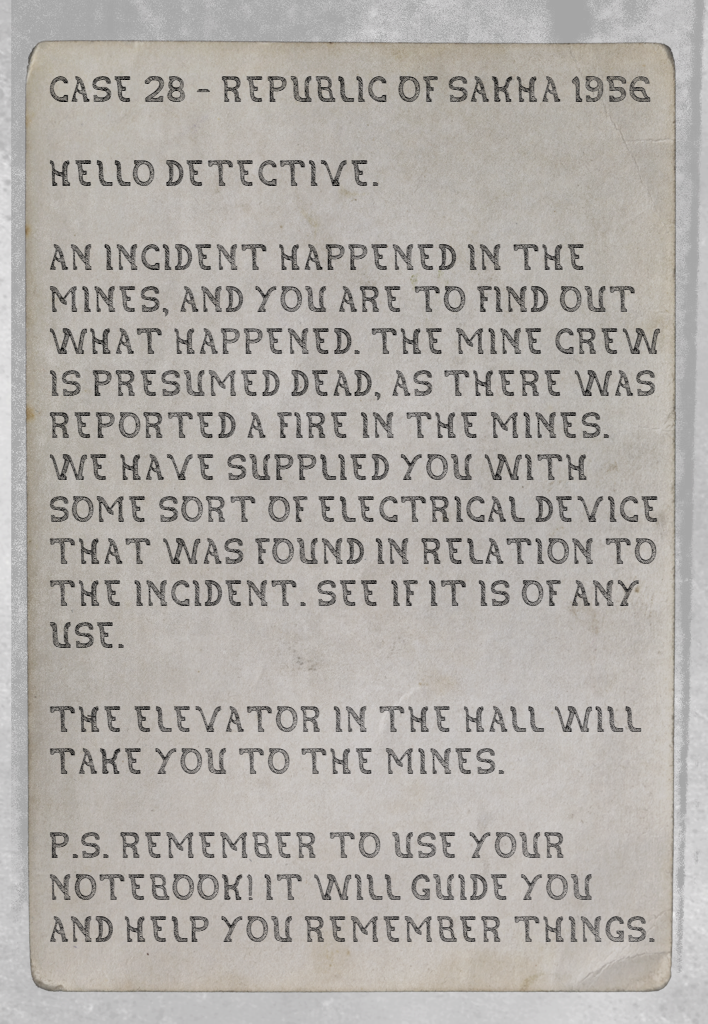 CASE 28 - REPUBLIC OF SAKHA 1956
HELLO DETECTIVE.
AN INCIDENT HAPPENED IN THE
MINES, AND YOU ARE TO FIND OUT
WHAT HAPPENED. THE MINE CREW
IS PRESUMED DEAD, AS THERE WAS
REPORTED A FIRE IN THE MINES.
WE HAVE SUPPLIED YOU WITH
SOME SORT OF ELECTRICAL DEVICE
THAT WAS FOUND IN RELATION TO
THE INCIDENT. SEE IF IT IS OF ANY
USE.
THE ELEVATOR IN THE HALL WILL
TAKE YOU TO THE MINES.
P.S. REMEMBER TO USE YOUR
NOTEBOOK! IT WILL GUIDE YOU
AND HELP YOU REMEMBER THINGS.